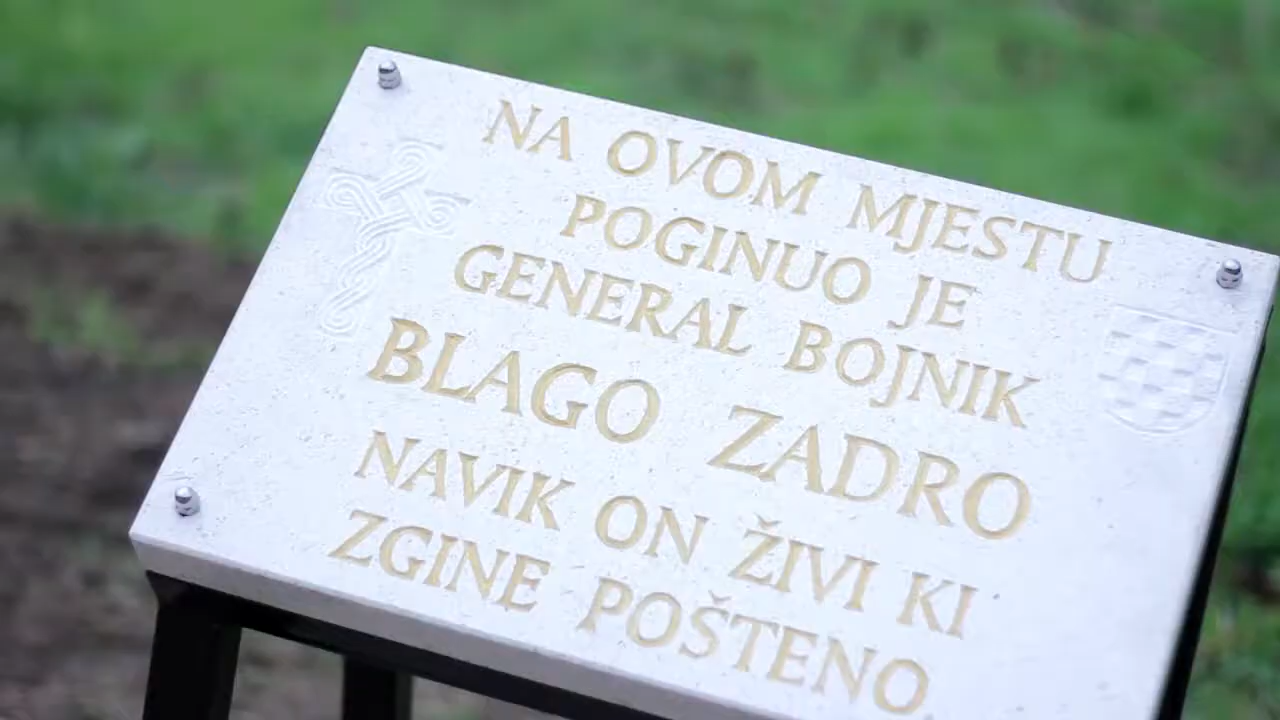 NA OVOM MJESTU
POGINUO JE
GENERAL BOJNIK
BLAGO ZADRO
NAVIK ON ŽIVI KI
ZGINE POŠTENO